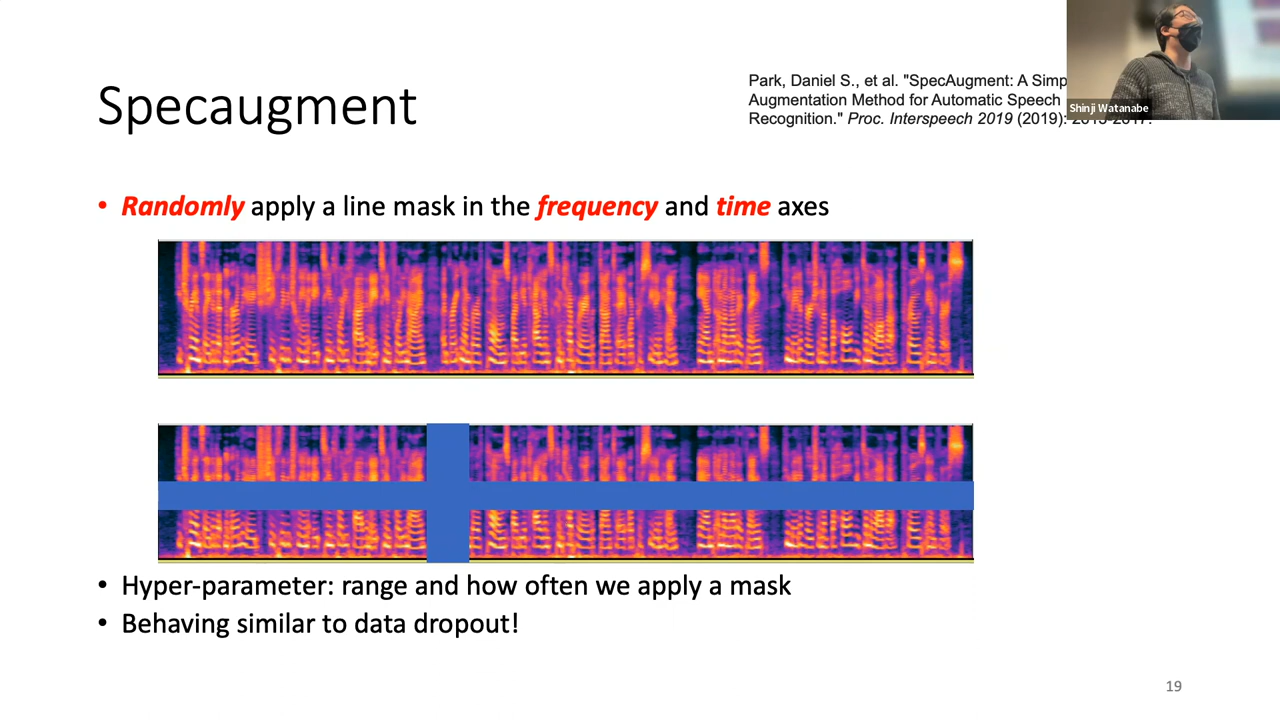 Specaugment
Park, Daniel S., et al. "SpecAugment: A
Augmentation Method for Automatic Speech
Recognition." Proc. Interspeech 2019 (2019):
Shinji Watanabe
• Randomly apply a line mask in the frequency and time axes
• Hyper-parameter: range and how often we apply a mask
• Behaving similar to data dropout!
19